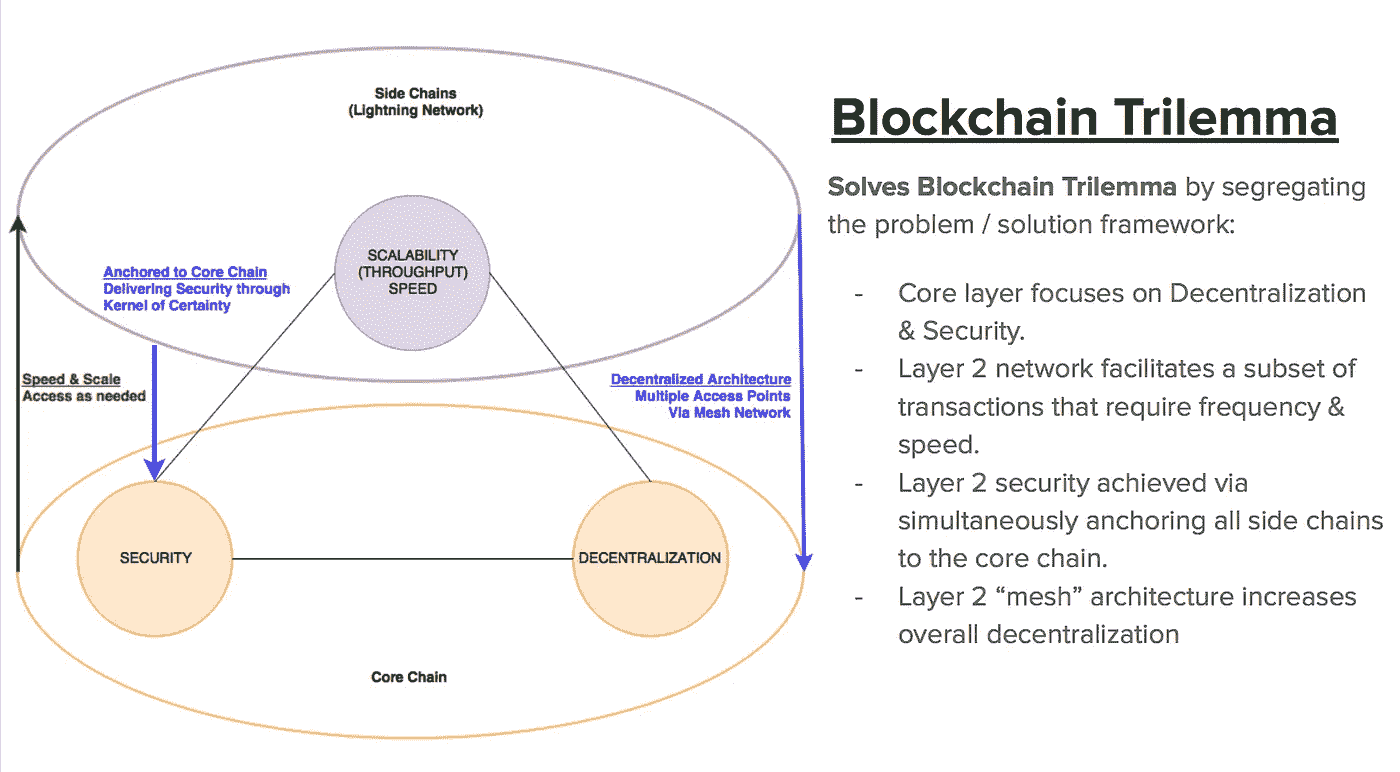 Side Chains
(Lightning Network)
SCALABILITY
(THROUGHPUT)
SPEED
Anchored to Core Chain
Delivering Security through
Kernel of Certainty
Speed & Scale
Access as needed
Decentralized Architecture
Multiple Access Points
Via Mesh Network
SECURITY
DECENTRALIZATION
Core Chain
Blockchain Trilemma
Solves Blockchain Trilemma by segregating
the problem / solution framework:
- Core layer focuses on Decentralization
& Security.
- Layer 2 network facilitates a subset of
transactions that require frequency &
speed.
- Layer 2 security achieved via
simultaneously anchoring all side chains
to the core chain.
- Layer 2 “mesh” architecture increases
overall decentralization